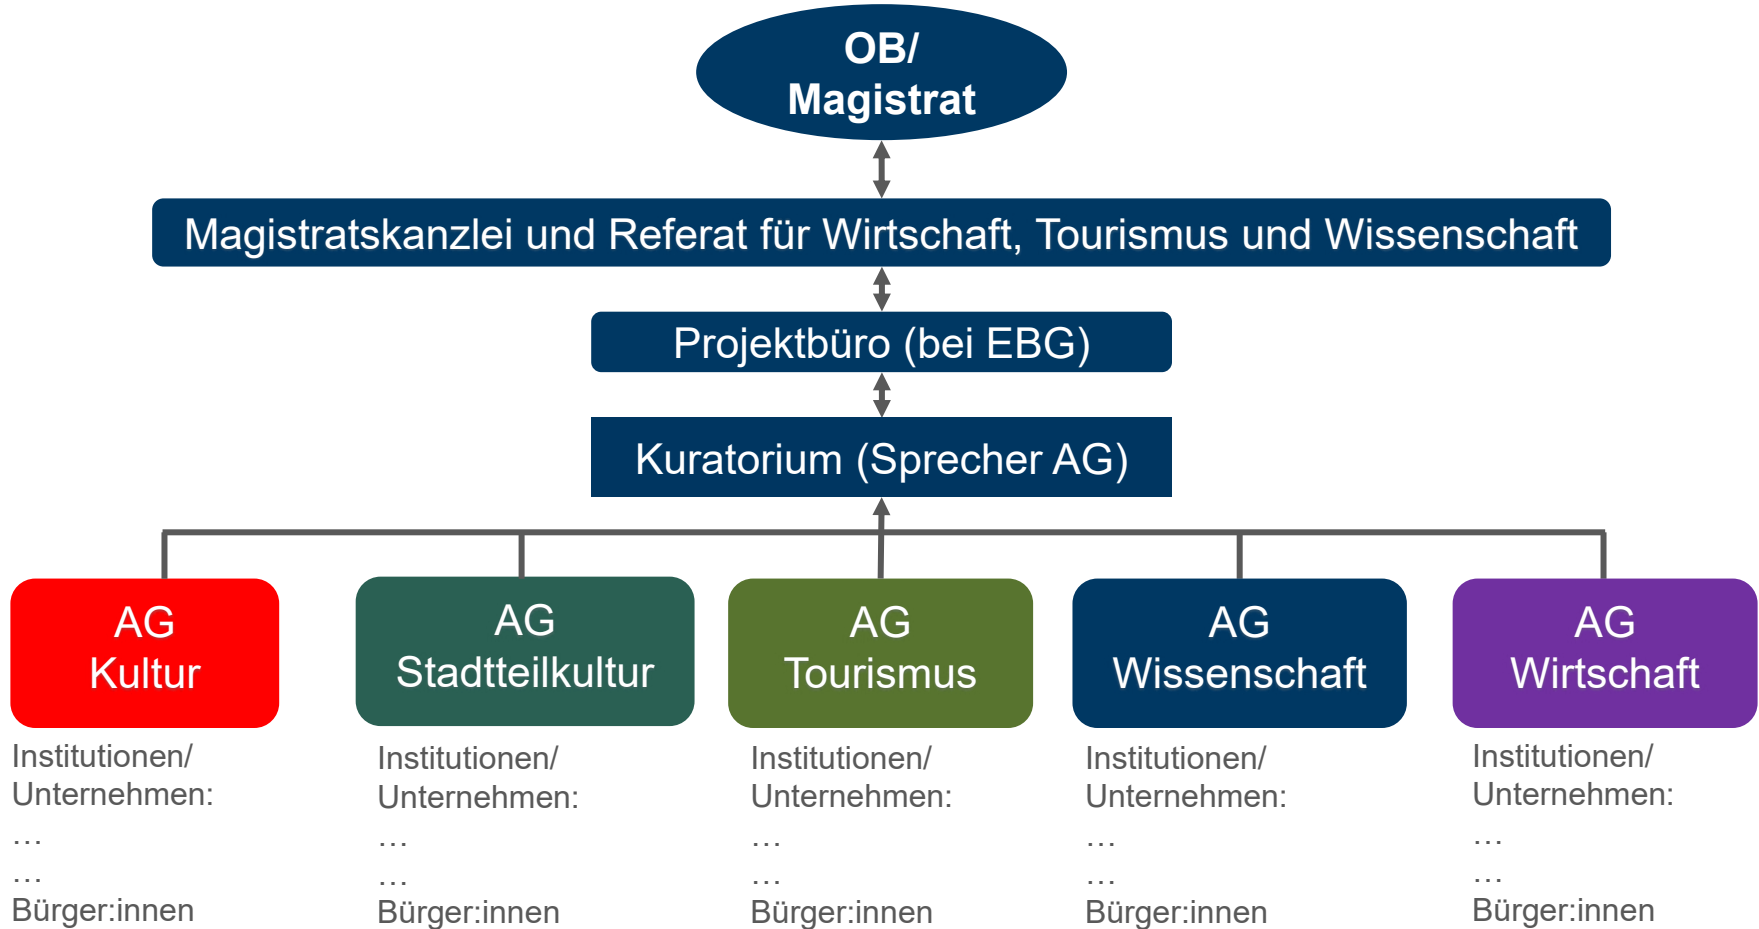 OB/
Magistrat
Magistratskanzlei und Referat für Wirtschaft, Tourismus und Wissenschaft
Projektbüro (bei EBG)
Kuratorium (Sprecher AG)
AG
Kultur
Institutionen/
Unternehmen:
…
…
Bürger:innen
AG
Stadtteilkultur
Institutionen/
Unternehmen:
…
…
Bürger:innen
AG
Tourismus
Institutionen/
Unternehmen:
…
…
Bürger:innen
AG
Wissenschaft
Institutionen/
Unternehmen:
…
…
Bürger:innen
AG
Wirtschaft
Institutionen/
Unternehmen:
…
…
Bürger:innen